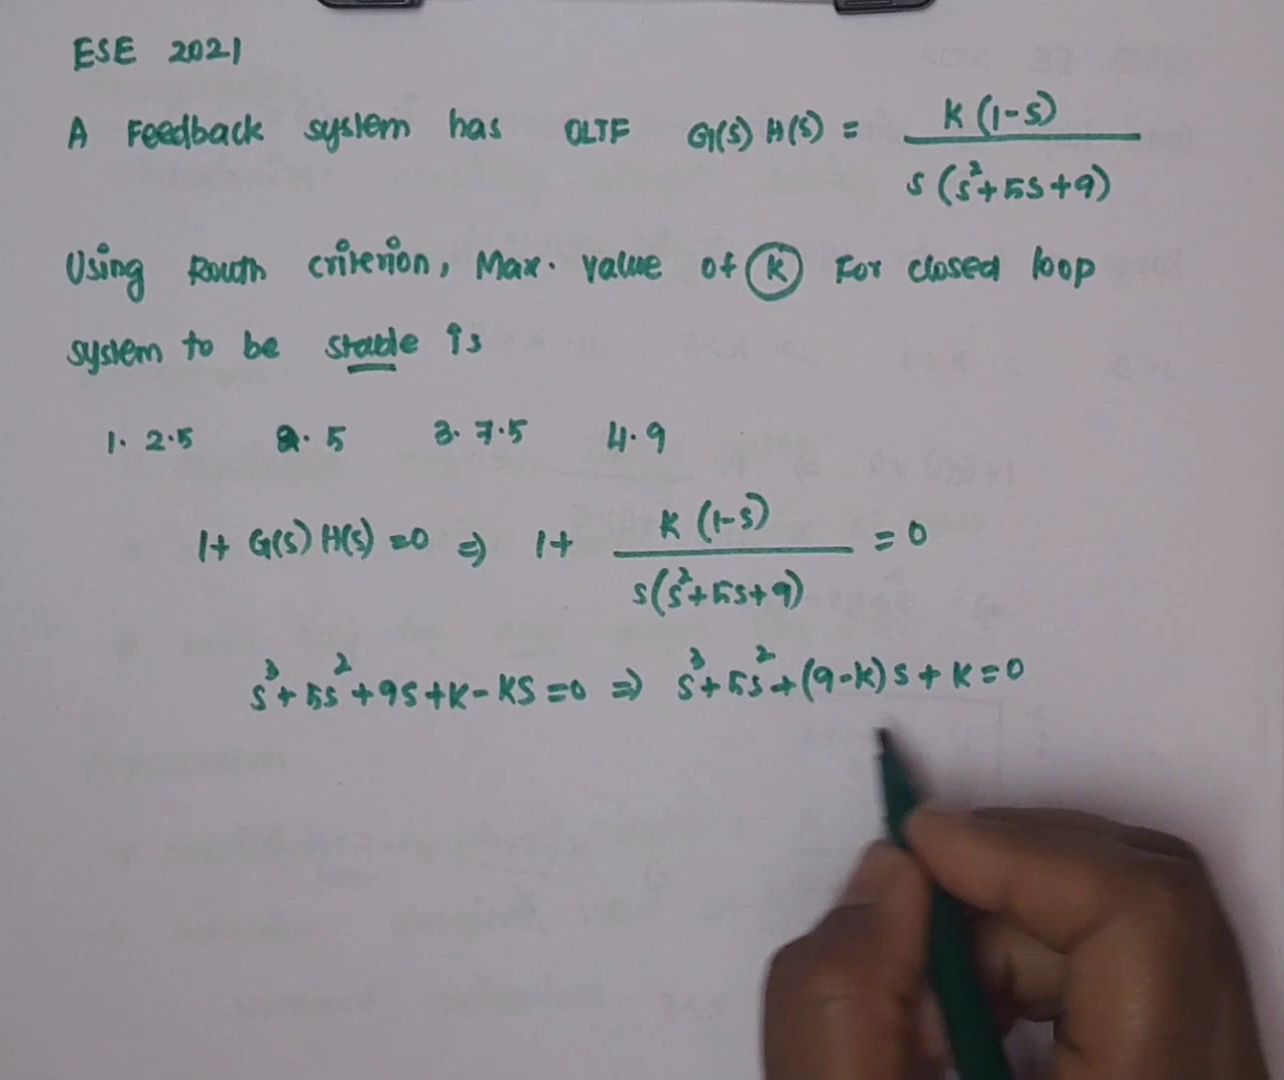 ESE 2021
A Feedback system has OLTF G(s) H(s) = K(1-s) / s(s²+5s+9)
Using Routh criterion, Max. value of K For closed loop
system to be stable is
1. 2.5 2. 5 3. 7.5 4. 9
1+ G(s) H(s) =0 ⇒ 1+ K(1-s) / s(s²+5s+9) = 0
s³+5s²+9s+K-KS=0 ⇒ s³+5s²+(9-K)s+K=0